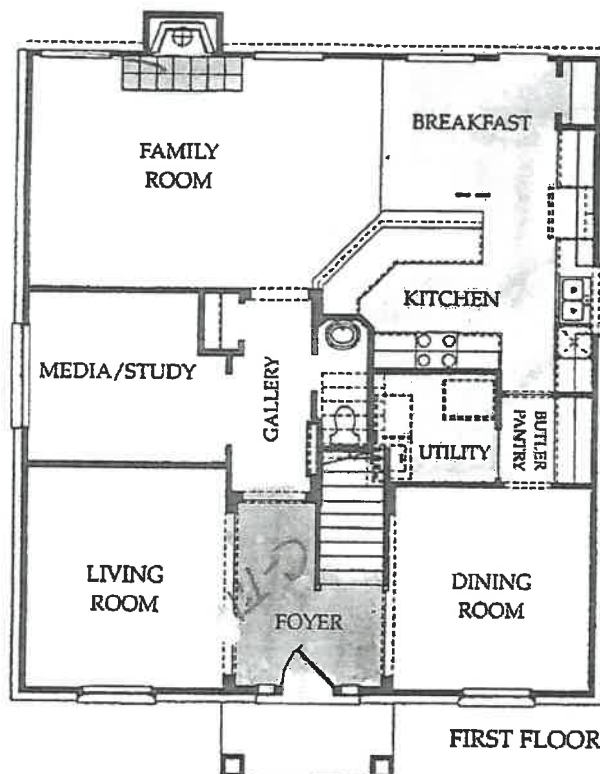 BREAKFAST
FAMILY
ROOM
KITCHEN
MEDIA/STUDY
GALLERY
UTILITY
BUTLER
PANTRY
LIVING
ROOM
DINING
ROOM
FOYER
FIRST FLOOR